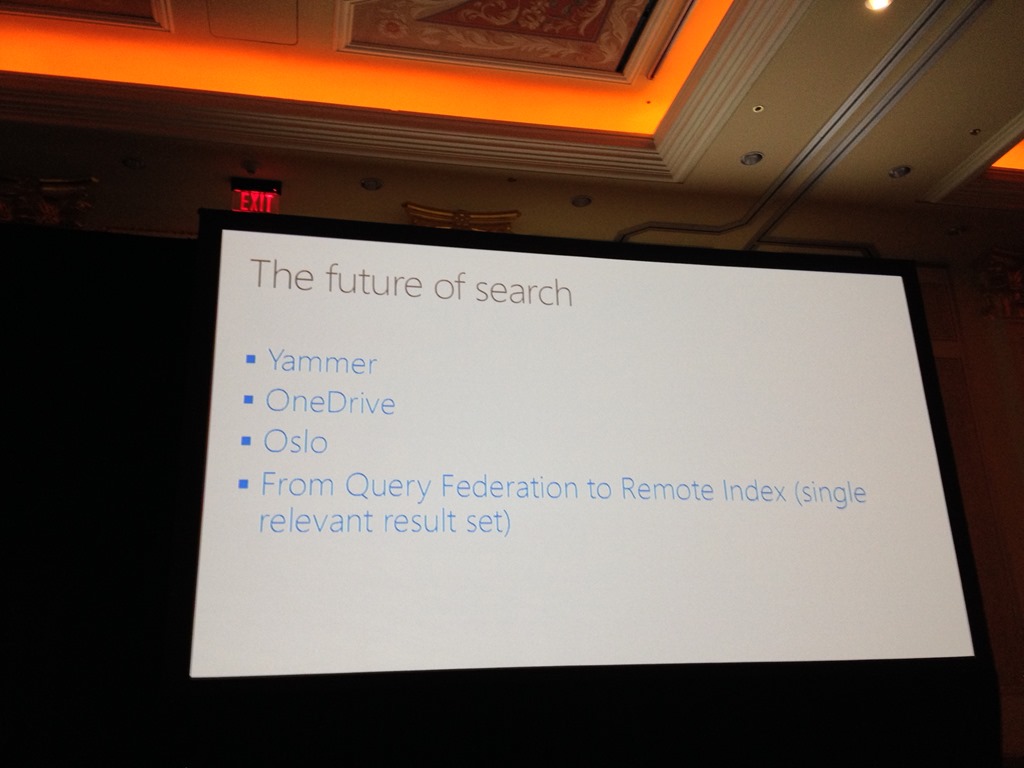 EXIT
The future of search
▪ Yammer
▪ OneDrive
▪ Oslo
▪ From Query Federation to Remote Index (single
relevant result set)